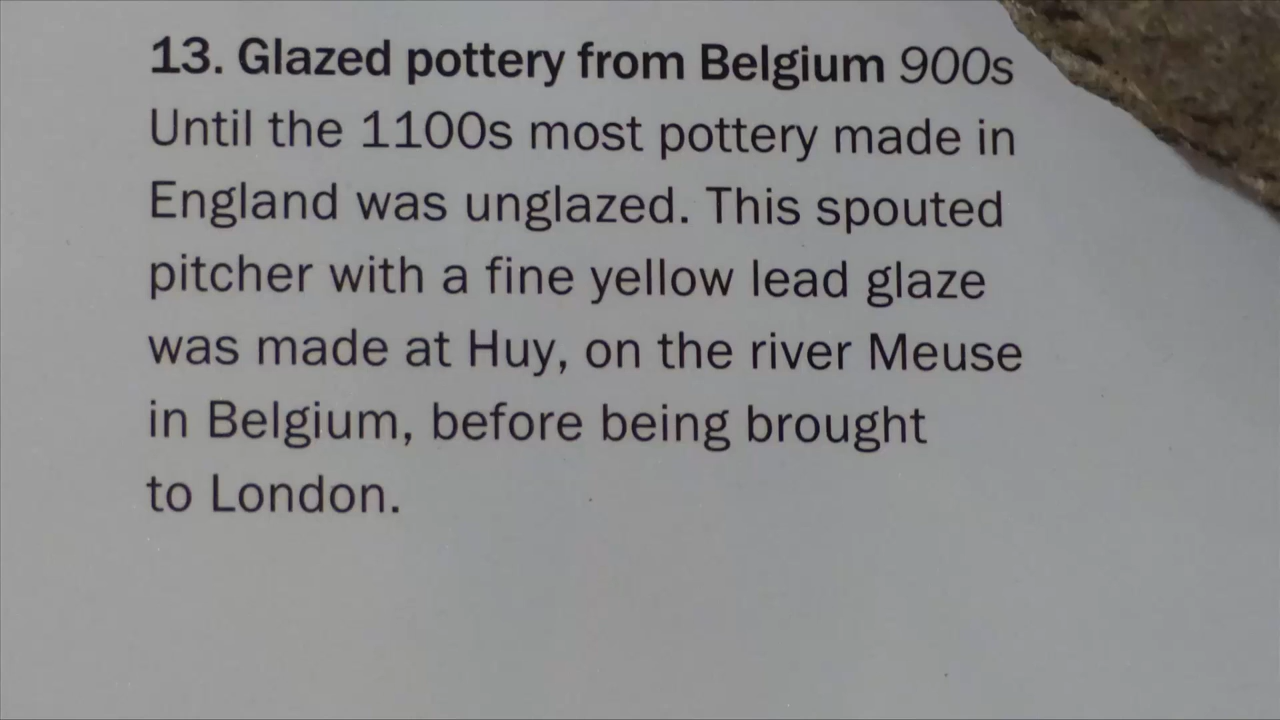 13. Glazed pottery from Belgium 900s
Until the 1100s most pottery made in
England was unglazed. This spouted
pitcher with a fine yellow lead glaze
was made at Huy, on the river Meuse
in Belgium, before being brought
to London.